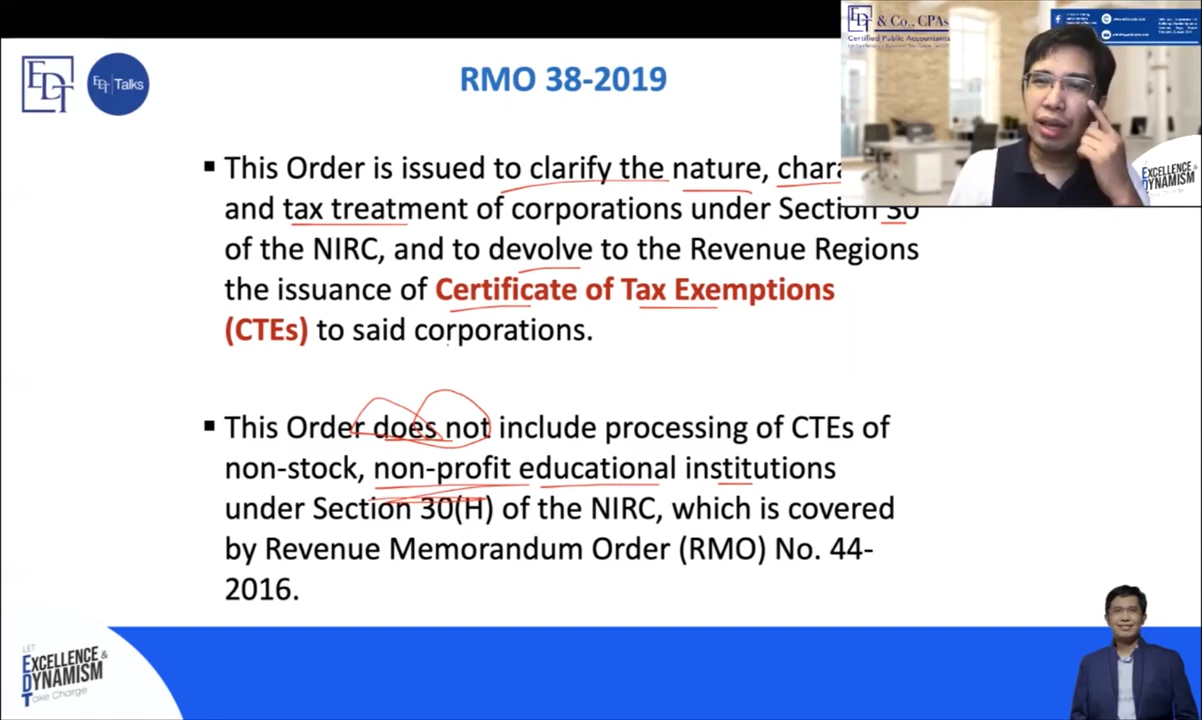 EDT
EDT Talks
RMO 38-2019
EDT & Co., CPAs
Certified Public Accountants
EXCELLENCE &
DYNAMISM
▪ This Order is issued to clarify the nature,
and tax treatment of corporations under Section 30
of the NIRC, and to devolve to the Revenue Regions
the issuance of Certificate of Tax Exemptions
(CTEs) to said corporations.
▪ This Order does not include processing of CTEs of
non-stock, non-profit educational institutions
under Section 30(H) of the NIRC, which is covered
by Revenue Memorandum Order (RMO) No. 44-
2016.
LET
EXCELLENCE &
DYNAMISM
Take Charge